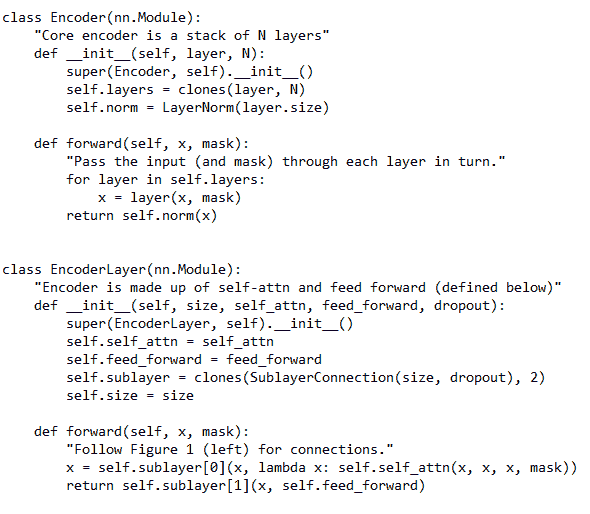 class Encoder(nn.Module):
    "Core encoder is a stack of N layers"
    def __init__(self, layer, N):
        super(Encoder, self).__init__()
        self.layers = clones(layer, N)
        self.norm = LayerNorm(layer.size)

    def forward(self, x, mask):
        "Pass the input (and mask) through each layer in turn."
        for layer in self.layers:
            x = layer(x, mask)
        return self.norm(x)


class EncoderLayer(nn.Module):
    "Encoder is made up of self-attn and feed forward (defined below)"
    def __init__(self, size, self_attn, feed_forward, dropout):
        super(EncoderLayer, self).__init__()
        self.self_attn = self_attn
        self.feed_forward = feed_forward
        self.sublayer = clones(SublayerConnection(size, dropout), 2)
        self.size = size

    def forward(self, x, mask):
        "Follow Figure 1 (left) for connections."
        x = self.sublayer[0](x, lambda x: self.self_attn(x, x, x, mask))
        return self.sublayer[1](x, self.feed_forward)